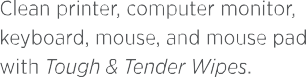 Clean printer, computer monitor,
keyboard, mouse, and mouse pad
with Tough & Tender Wipes.